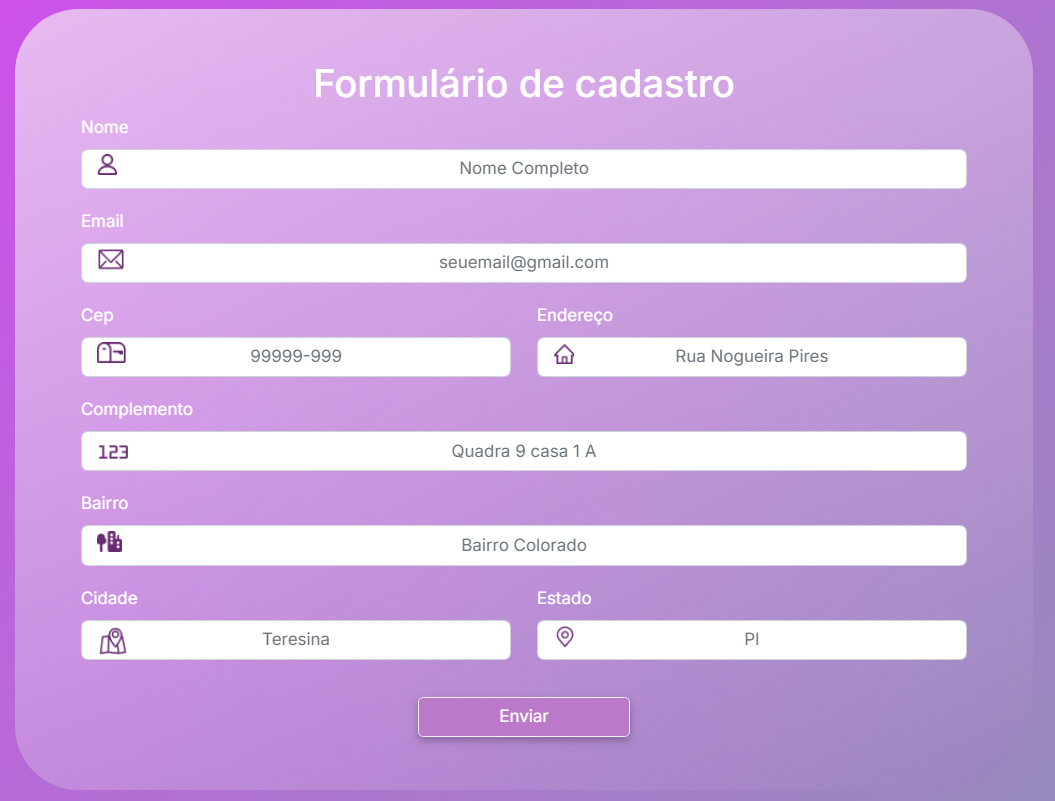 Formulário de cadastro
Nome
Nome Completo
Email
seuemail@gmail.com
Cep Endereço
99999-999 Rua Nogueira Pires
Complemento
123 Quadra 9 casa 1 A
Bairro
Bairro Colorado
Cidade Estado
Teresina PI
Enviar